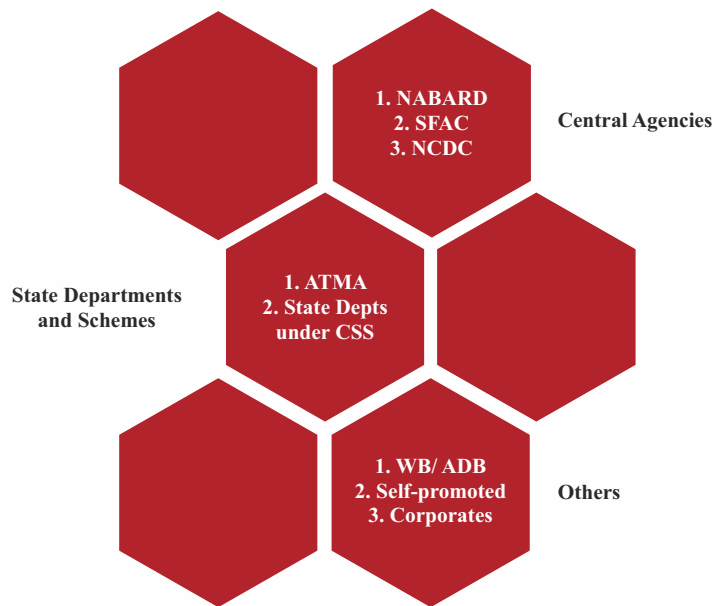 1. NABARD
2. SFAC
3. NCDC
Central Agencies
State Departments
and Schemes
1. ATMA
2. State Depts
under CSS
1. WB/ ADB
2. Self-promoted
3. Corporates
Others